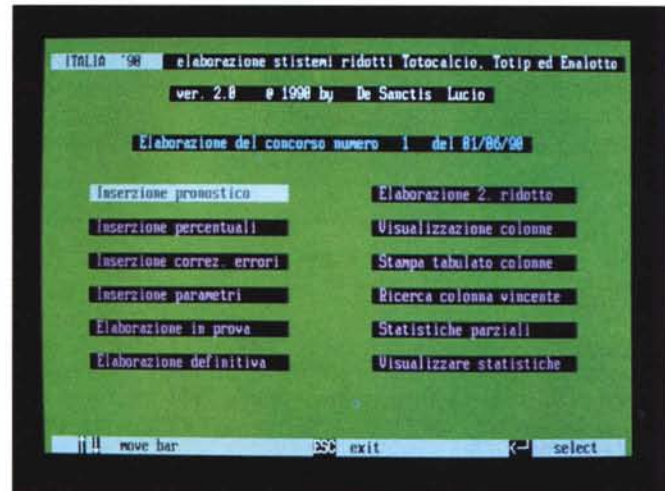 ITALIA '90 elaborazione stistemi ridotti Totocalcio, Totip ed Enalotto
ver. 2.0 @ 1990 by De Sanctis Lucio
Elaborazione del concorso numero 1 del 01/06/90
Inserzione pronostico
Inserzione percentuali
Inserzione correz. errori
Inserzione parametri
Elaborazione in prova
Elaborazione definitiva
Elaborazione 2. ridotto
Visualizzazione colonne
Stampa tabulato colonne
Ricerca colonna vincente
Statistiche parziali
Visualizzare statistiche
↑↓ move bar ESC exit ↵ select